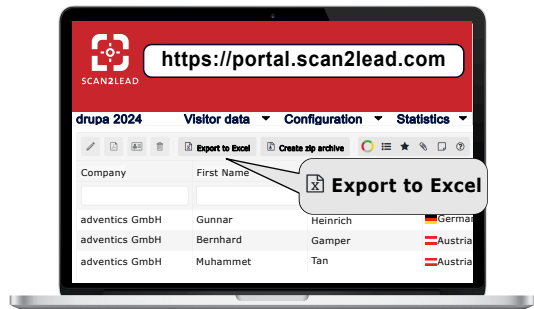 SCAN2LEAD
https://portal.scan2lead.com
drupa 2024 Visitor data Configuration Statistics
Export to Excel Create zip archive
Export to Excel
Company First Name
adventics GmbH Gunnar Heinrich German
adventics GmbH Bernhard Gamper Austria
adventics GmbH Muhammet Tan Austria